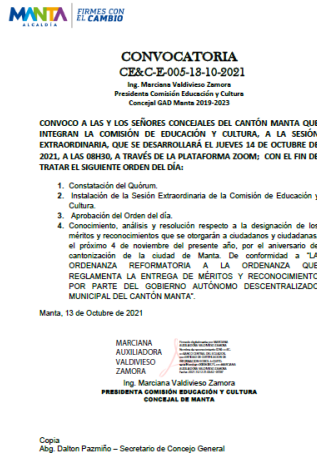 MANTA
ALCALDÍA
FIRMES CON
EL CAMBIO
CONVOCATORIA
CE&C-E-005-13-10-2021
Ing. Marciana Valdivieso Zamora
Presidenta Comisión Educación y Cultura
Concejal GAD Manta 2019-2023
CONVOCO A LAS Y LOS SEÑORES CONCEJALES DEL CANTÓN MANTA QUE
INTEGRAN LA COMISIÓN DE EDUCACIÓN Y CULTURA, A LA SESIÓN
EXTRAORDINARIA, QUE SE DESARROLLARÁ EL JUEVES 14 DE OCTUBRE DE
2021, A LAS 08H30, A TRAVÉS DE LA PLATAFORMA ZOOM; CON EL FIN DE
TRATAR EL SIGUIENTE ORDEN DEL DÍA:
1. Constatación del Quórum.
2. Instalación de la Sesión Extraordinaria de la Comisión de Educación y
Cultura.
3. Aprobación del Orden del día.
4. Conocimiento, análisis y resolución respecto a la designación de los
méritos y reconocimientos que se otorgarán a ciudadanos y ciudadanas
el próximo 4 de noviembre del presente año, por el aniversario de
cantonización de la ciudad de Manta. De conformidad a "LA
ORDENANZA REFORMATORIA A LA ORDENANZA QUE
REGLAMENTA LA ENTREGA DE MÉRITOS Y RECONOCIMIENTO
POR PARTE DEL GOBIERNO AUTÓNOMO DESCENTRALIZADO
MUNICIPAL DEL CANTÓN MANTA".
Manta, 13 de Octubre de 2021
MARCIANA
AUXILIADORA
VALDIVIESO
ZAMORA
Ing. Marciana Valdivieso Zamora
PRESIDENTA COMISIÓN EDUCACIÓN Y CULTURA
CONCEJAL DE MANTA
Copia
Abg. Dalton Pazmiño – Secretario de Concejo General